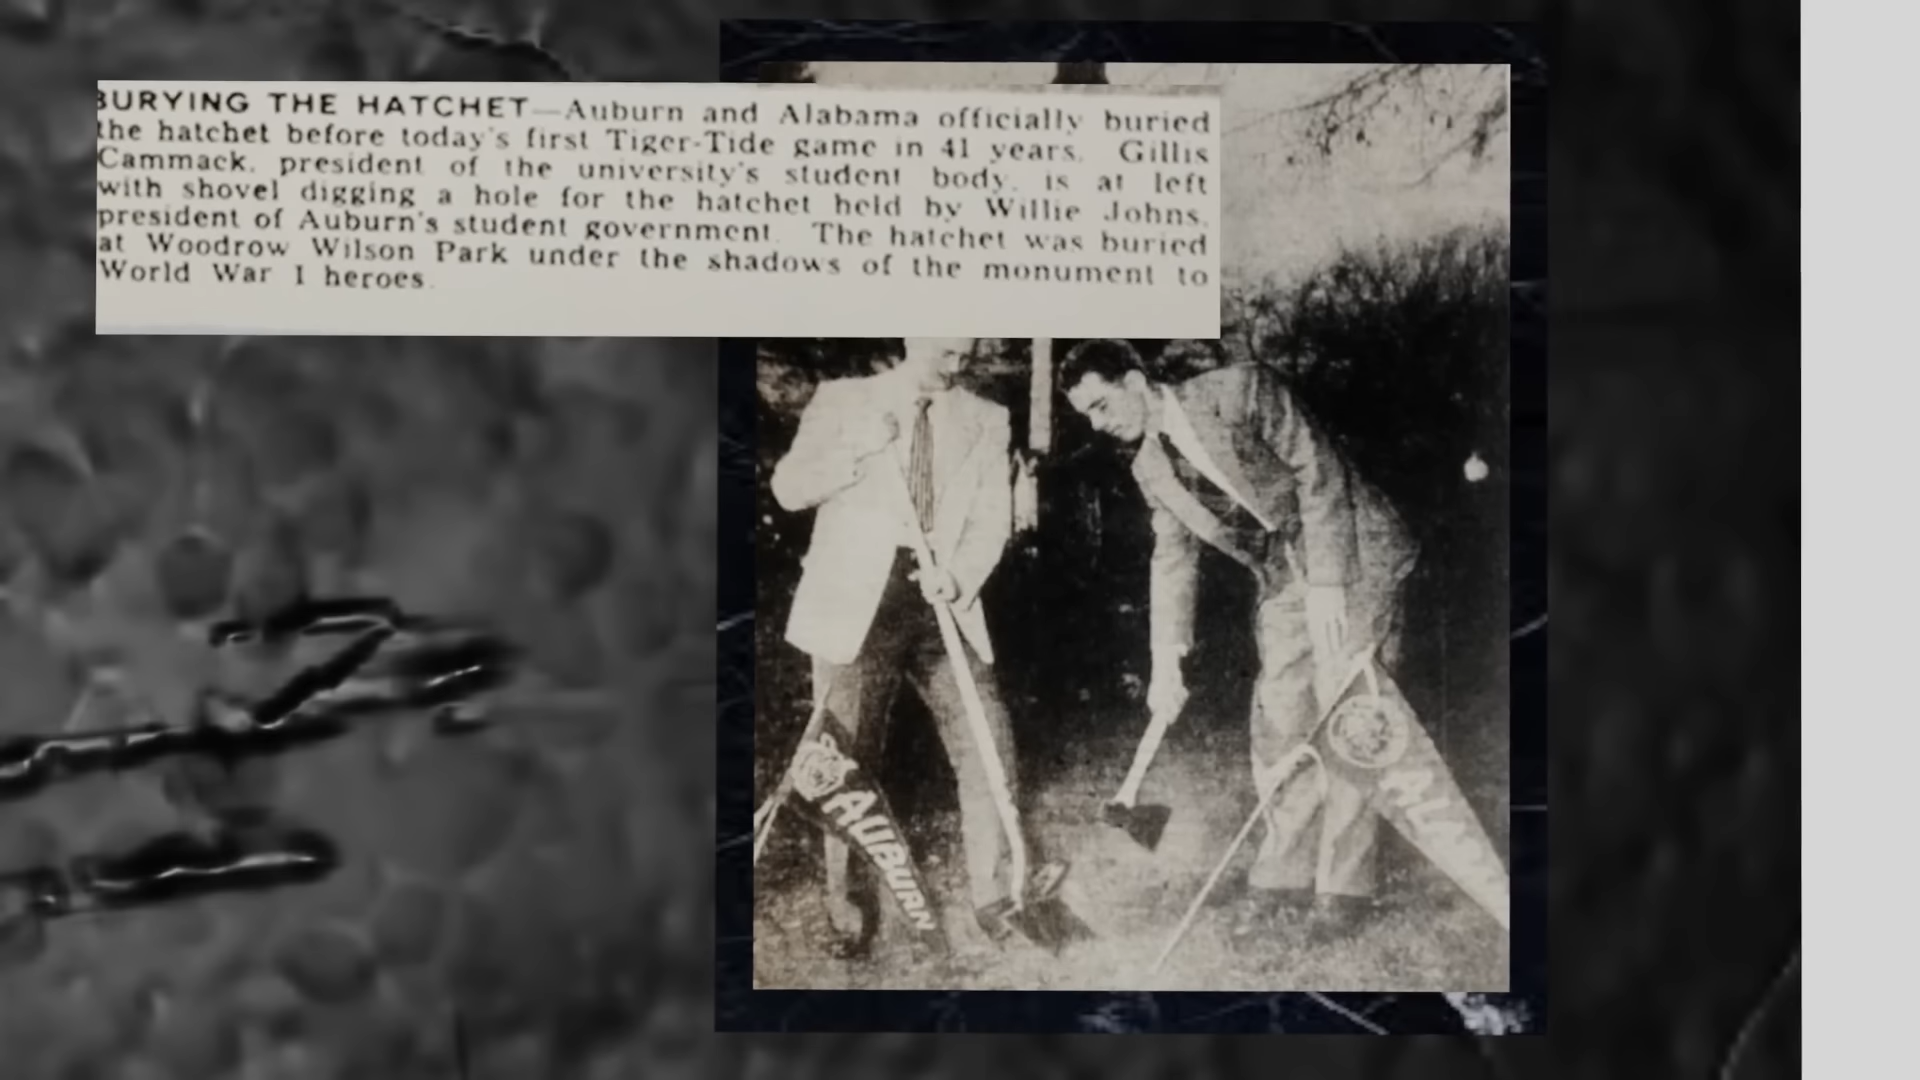 BURYING THE HATCHET—Auburn and Alabama officially buried
the hatchet before today's first Tiger-Tide game in 41 years. Gillis
Cammack, president of the university's student body, is at left
with shovel digging a hole for the hatchet held by Willie Johns,
president of Auburn's student government. The hatchet was buried
at Woodrow Wilson Park under the shadows of the monument to
World War I heroes.
AUBURN